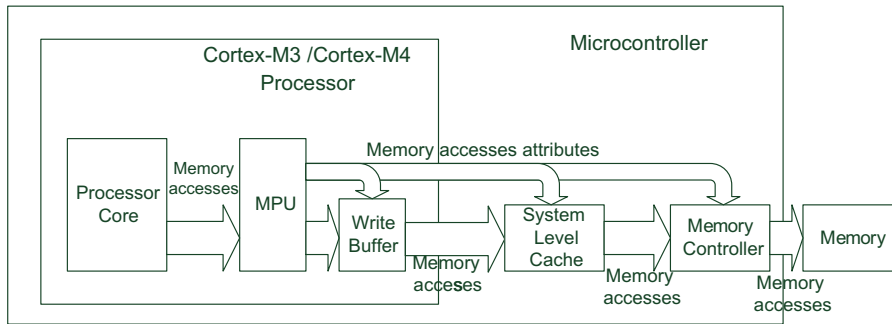 Cortex-M3 /Cortex-M4
Processor
Microcontroller
Memory accesses attributes
Processor
Core
Memory
accesses
MPU
Write
Buffer
Memory
accesses
System
Level
Cache
Memory
accesses
Memory
Controller
Memory
accesses
Memory